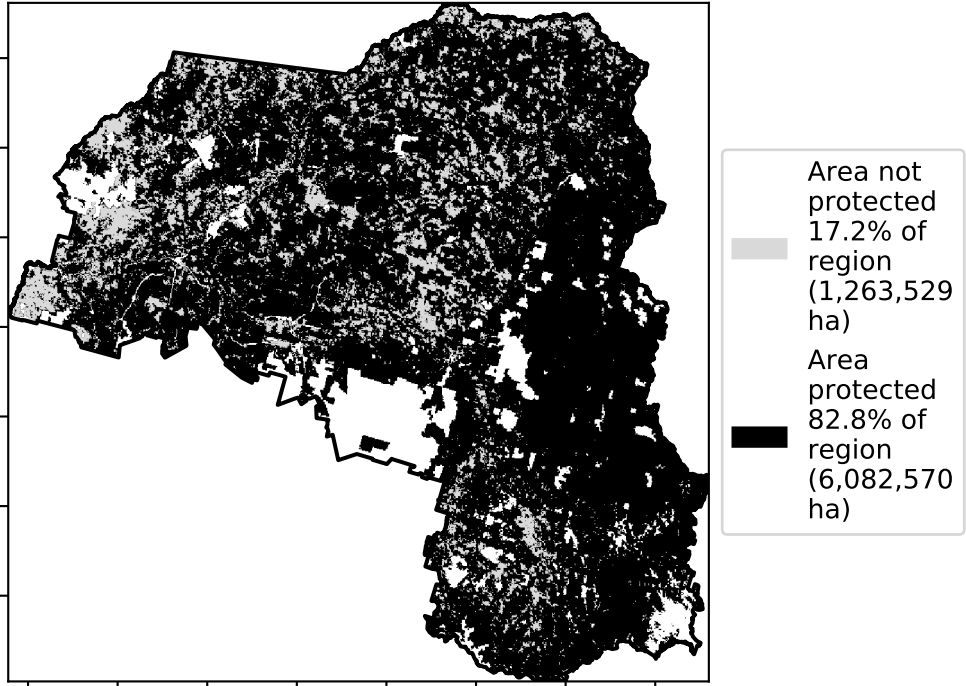 Area not
protected
17.2% of
region
(1,263,529
ha)
Area
protected
82.8% of
region
(6,082,570
ha)